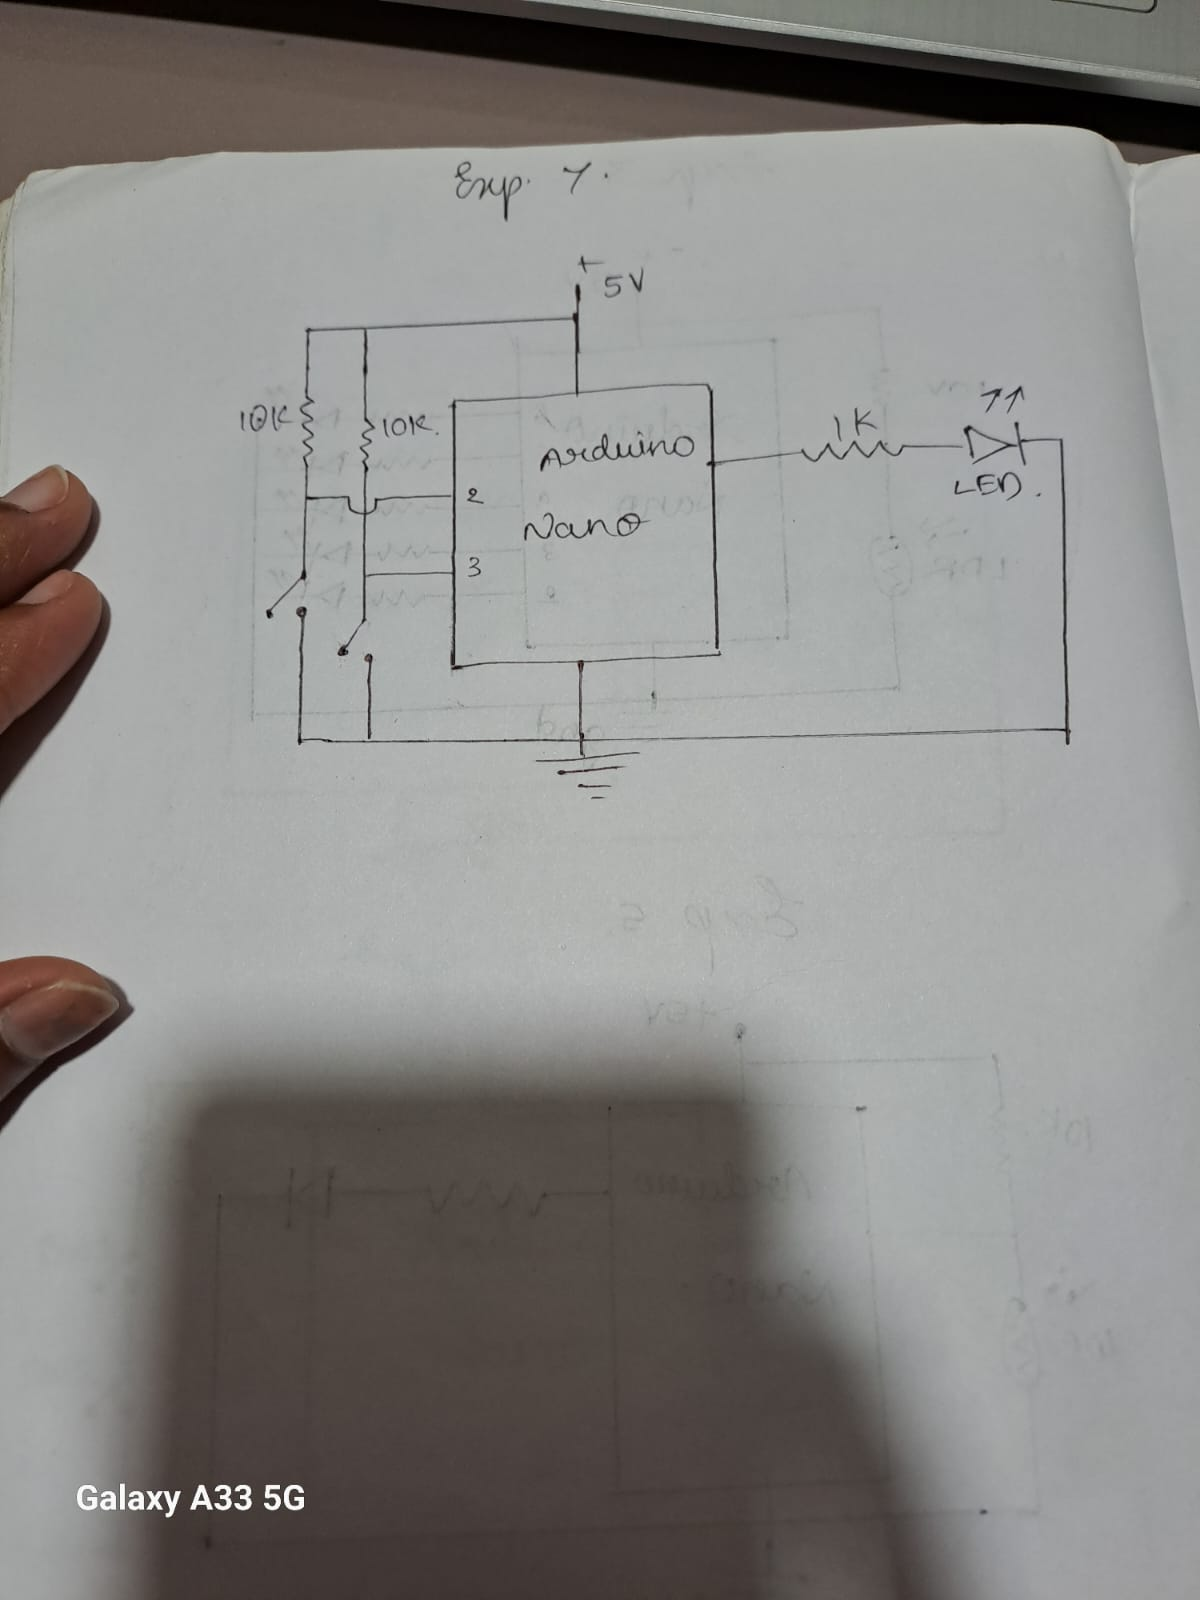 Exp. 7.
+
5V
10K
10K.
Arduino
1K
2
Nano
LED.
3
Galaxy A33 5G